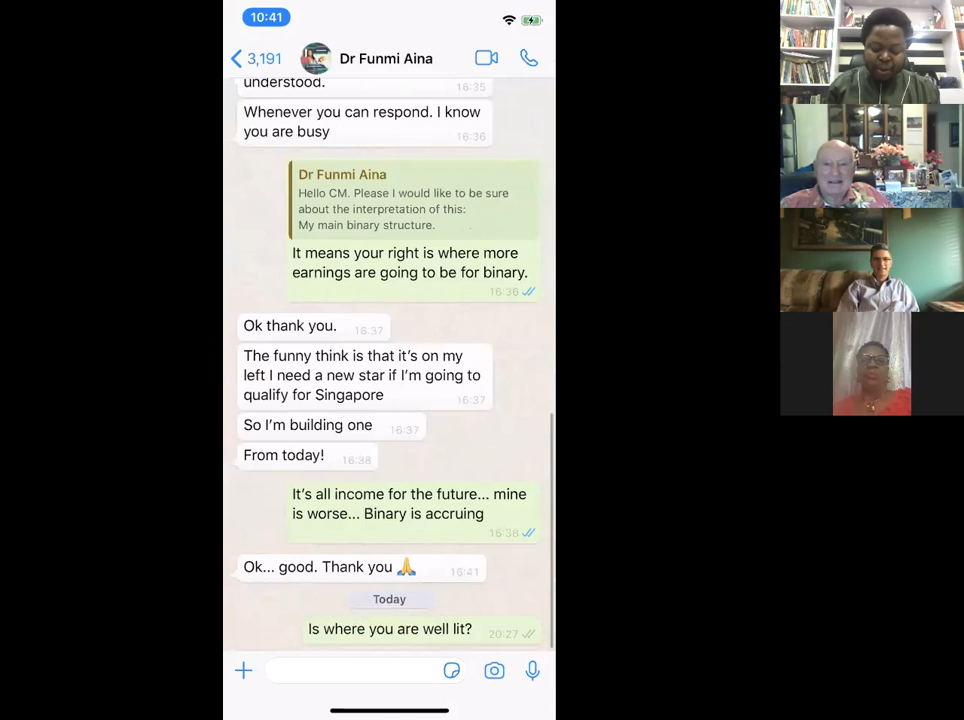 10:41
3,191
Dr Funmi Aina
understood.
16:35
Whenever you can respond. I know
you are busy
16:36
Dr Funmi Aina
Hello CM. Please I would like to be sure
about the interpretation of this:
My main binary structure.
It means your right is where more
earnings are going to be for binary.
16:36
Ok thank you.
16:37
The funny think is that it's on my
left I need a new star if I'm going to
qualify for Singapore
16:37
So I'm building one
16:37
From today!
16:38
It's all income for the future... mine
is worse... Binary is accruing
16:38
Ok... good. Thank you 🙏
16:41
Today
Is where you are well lit?
20:27